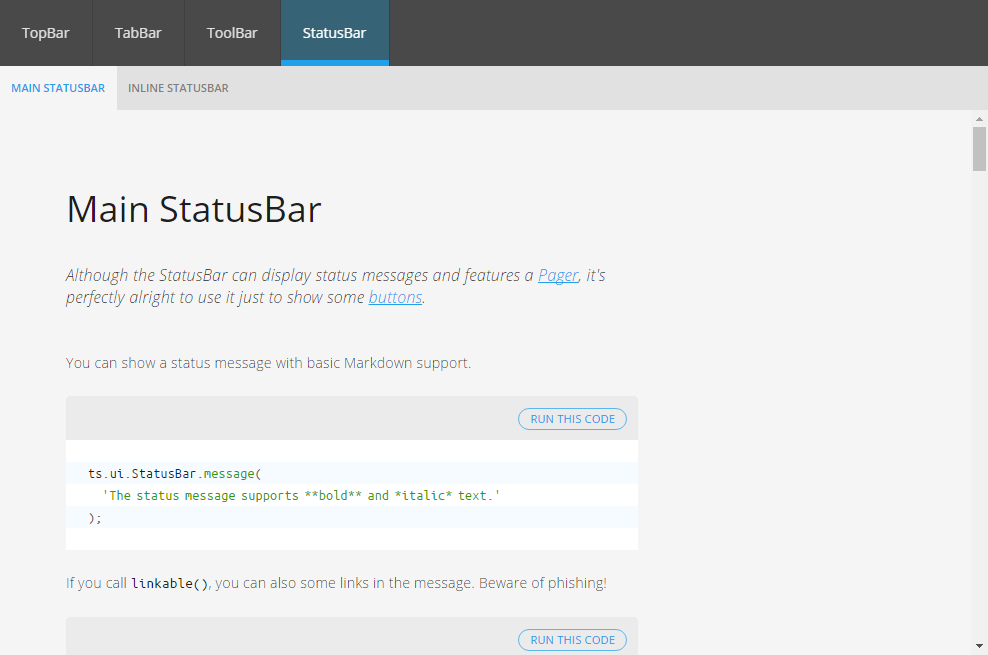 TopBar TabBar ToolBar StatusBar
MAIN STATUSBAR INLINE STATUSBAR
Main StatusBar
Although the StatusBar can display status messages and features a Pager, it's
perfectly alright to use it just to show some buttons.
You can show a status message with basic Markdown support.
RUN THIS CODE
ts.ui.StatusBar.message(
'The status message supports **bold** and *italic* text.'
);
If you call linkable(), you can also some links in the message. Beware of phishing!
RUN THIS CODE